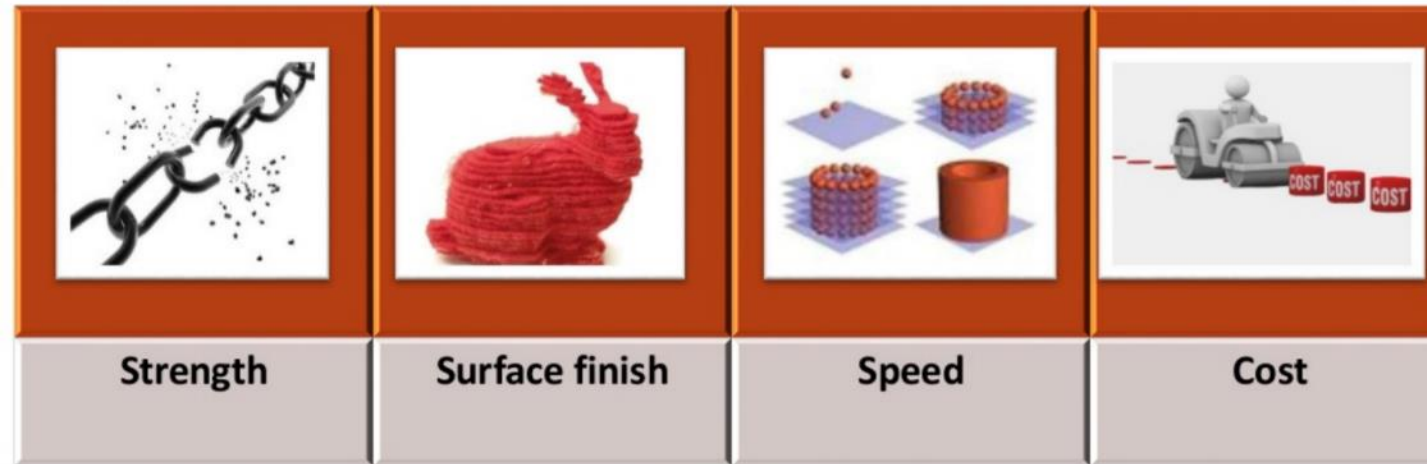 COST COST COST
Strength
Surface finish
Speed
Cost